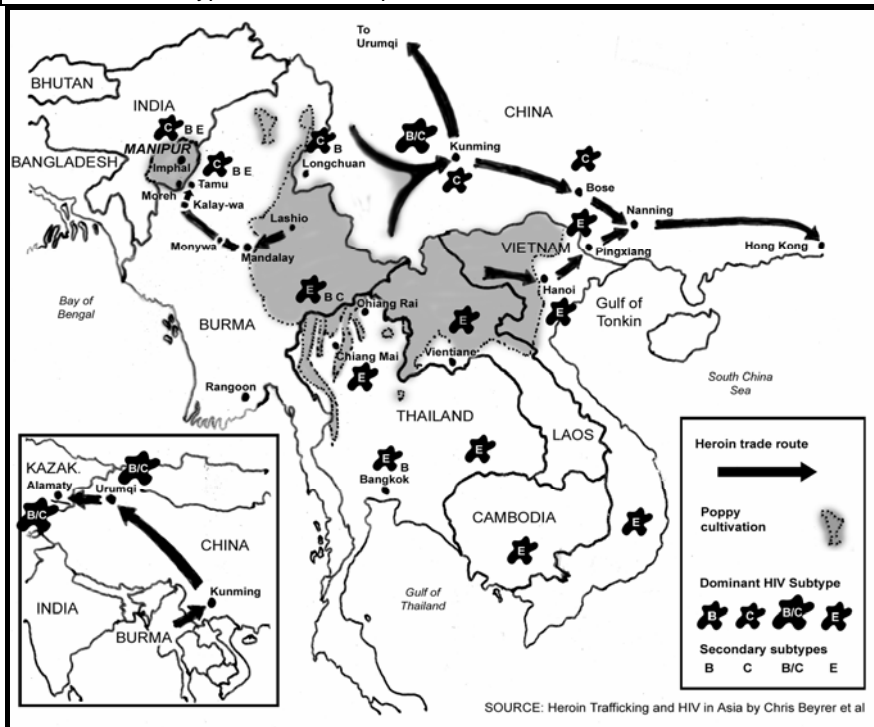 To
Urumqi
BHUTAN
INDIA
CHINA
C B E
B/C
Kunming
C B
MANIPUR
BANGLADESH
Imphal
C B E
Longchuan
C
C
Tamu
Moreh
Kalay-wa
Bose
Lashio
Nanning
E
VIETNAM
Monywa
Mandalay
Pingxiang
Hong Kong
Hanoi
E B C
Bay of
Bengal
Chiang Rai
E
E
Gulf of
Tonkin
BURMA
Chiang Mai
Vientiane
E
South China
Sea
Rangoon
THAILAND
LAOS
E B
E
Bangkok
CAMBODIA
E
E
Gulf of
Thailand
KAZAK.
B/C
Alamaty
Urumqi
B/C
CHINA
Kunming
INDIA
BURMA
Heroin trade route
Poppy
cultivation
Dominant HIV Subtype
B C B/C E
Secondary subtypes
B C B/C E
SOURCE: Heroin Trafficking and HIV in Asia by Chris Beyrer et al